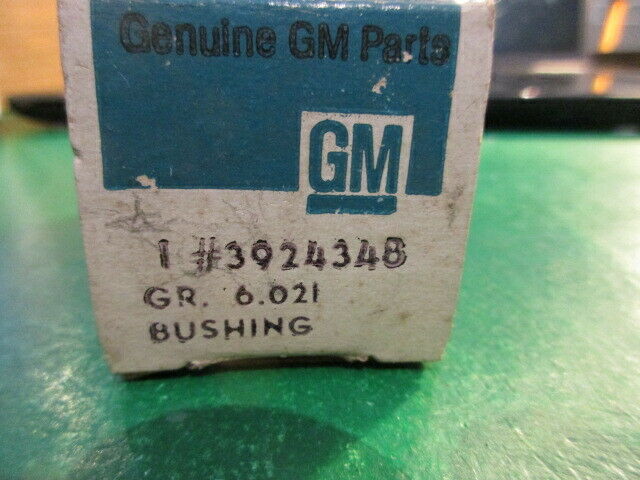 Genuine GM Parts
GM
1 #3924348
GR. 6.021
BUSHING